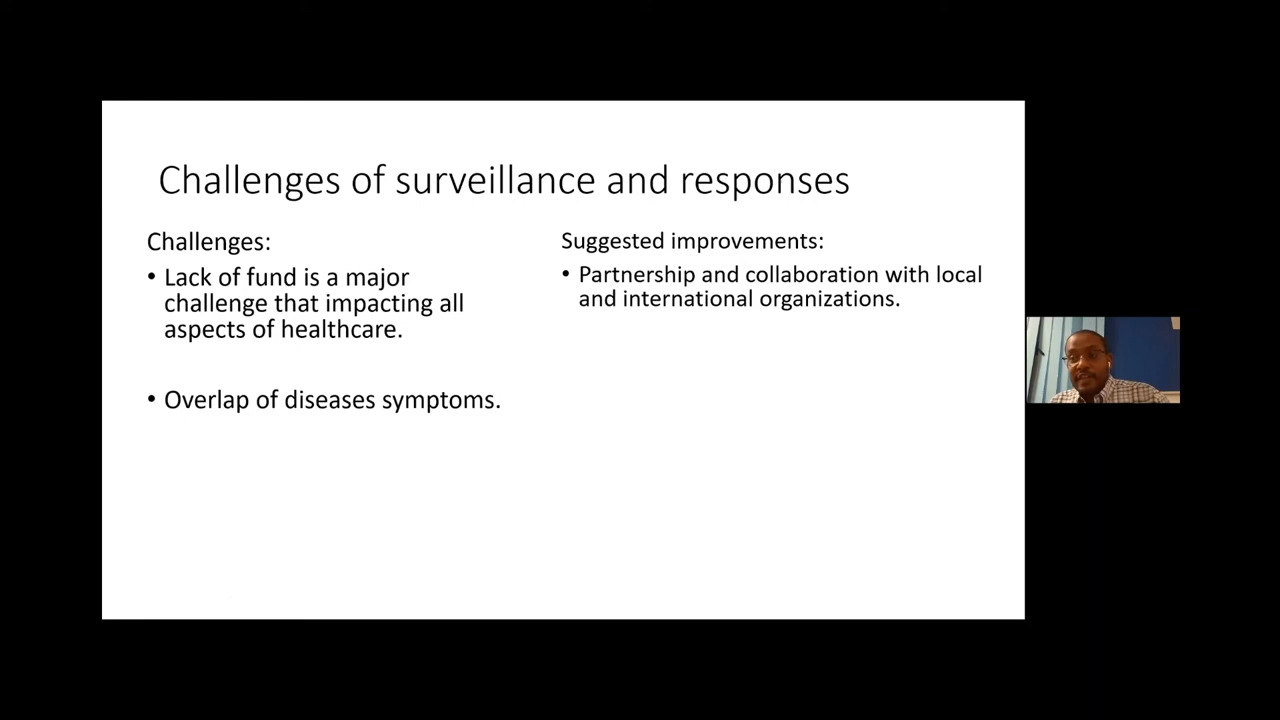 Challenges of surveillance and responses
Challenges:
• Lack of fund is a major
challenge that impacting all
aspects of healthcare.
• Overlap of diseases symptoms.
Suggested improvements:
• Partnership and collaboration with local
and international organizations.